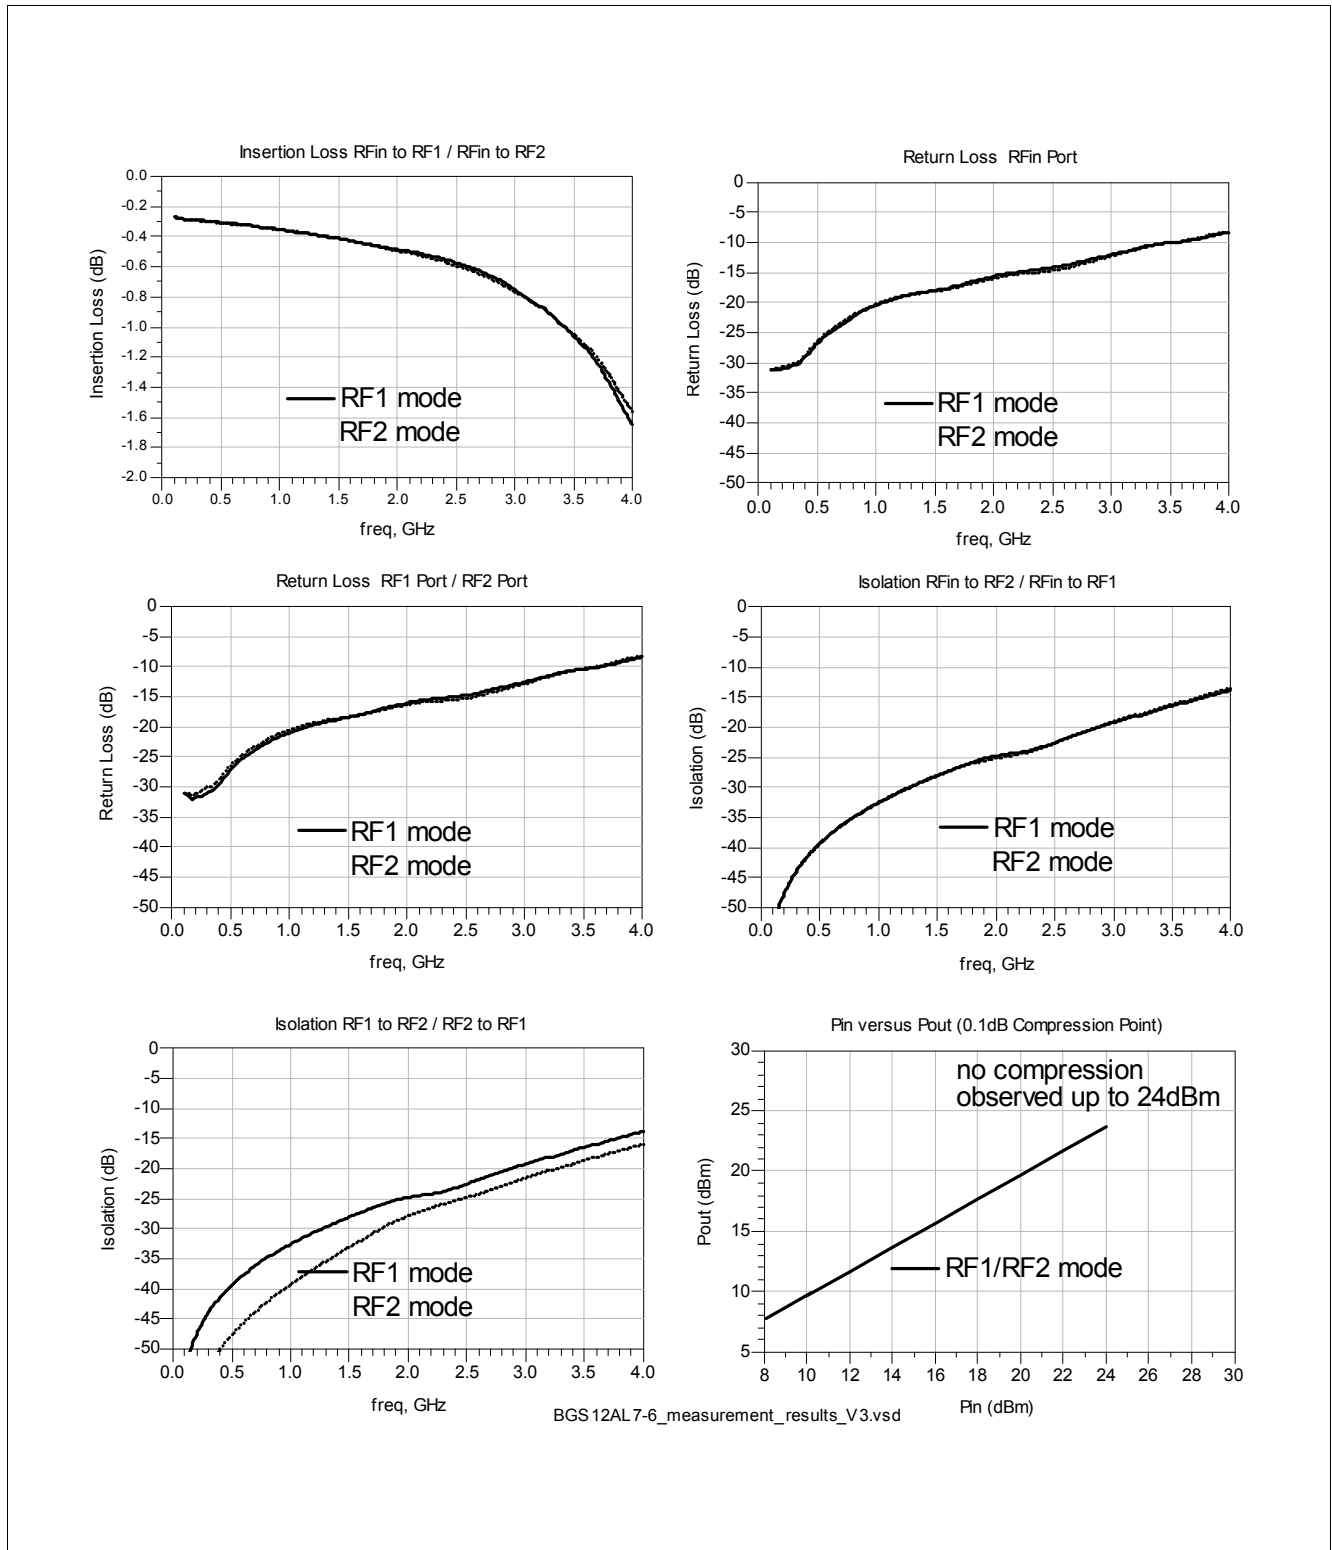 Insertion Loss RFin to RF1 / RFin to RF2
0.0
-0.2
-0.4
-0.6
-0.8
-1.0
-1.2
-1.4
-1.6
-1.8
-2.0
Insertion Loss (dB)
RF1 mode
RF2 mode
0.0 0.5 1.0 1.5 2.0 2.5 3.0 3.5 4.0
freq, GHz
Return Loss RFin Port
0
-5
-10
-15
-20
-25
-30
-35
-40
-45
-50
Return Loss (dB)
RF1 mode
RF2 mode
0.0 0.5 1.0 1.5 2.0 2.5 3.0 3.5 4.0
freq, GHz
Return Loss RF1 Port / RF2 Port
0
-5
-10
-15
-20
-25
-30
-35
-40
-45
-50
Return Loss (dB)
RF1 mode
RF2 mode
0.0 0.5 1.0 1.5 2.0 2.5 3.0 3.5 4.0
freq, GHz
Isolation RFin to RF2 / RFin to RF1
0
-5
-10
-15
-20
-25
-30
-35
-40
-45
-50
Isolation (dB)
RF1 mode
RF2 mode
0.0 0.5 1.0 1.5 2.0 2.5 3.0 3.5 4.0
freq, GHz
Isolation RF1 to RF2 / RF2 to RF1
0
-5
-10
-15
-20
-25
-30
-35
-40
-45
-50
Isolation (dB)
RF1 mode
RF2 mode
0.0 0.5 1.0 1.5 2.0 2.5 3.0 3.5 4.0
freq, GHz
Pin versus Pout (0.1dB Compression Point)
30
25
20
15
10
5
Pout (dBm)
no compression
observed up to 24dBm
RF1/RF2 mode
8 10 12 14 16 18 20 22 24 26 28 30
Pin (dBm)
BGS12AL7-6_measurement_results_V3.vsd